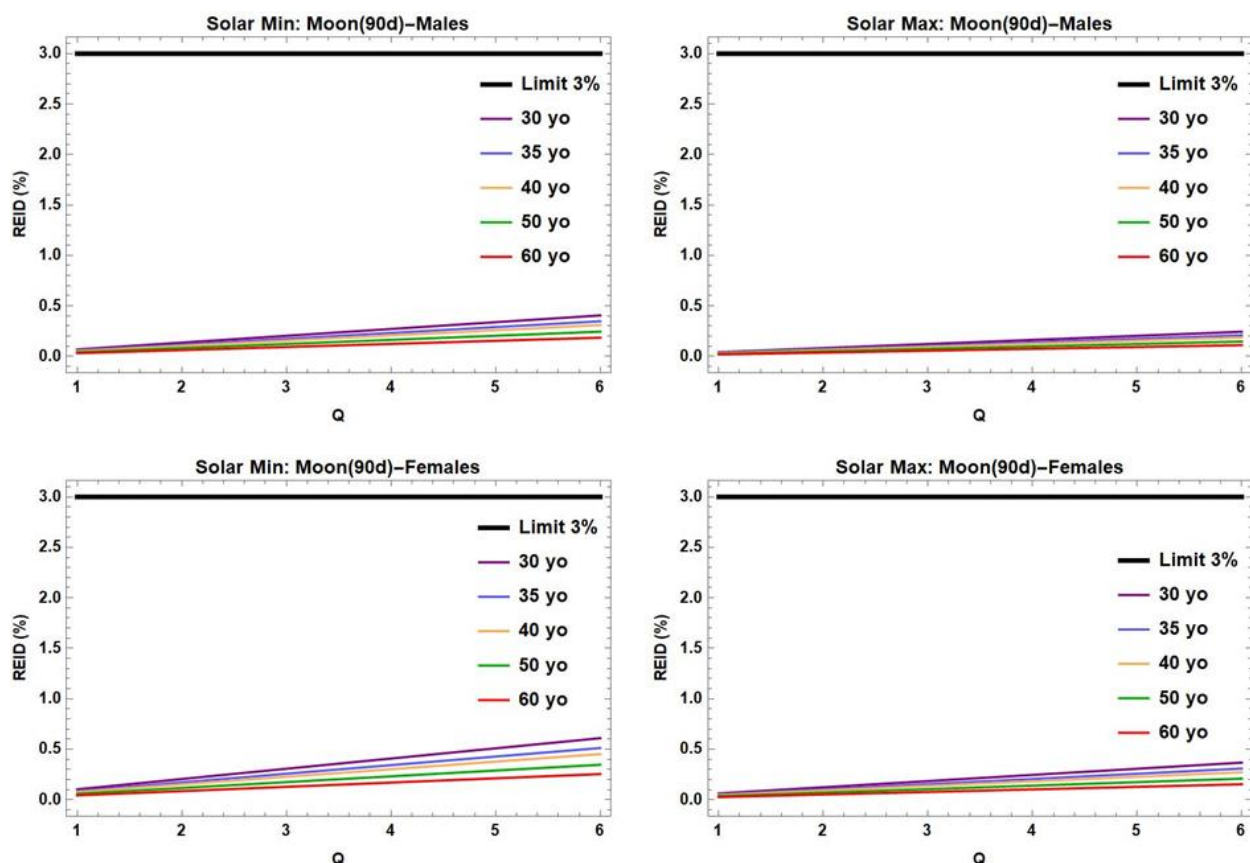 Solar Min: Moon(90d)–Males
3.0
2.5
2.0
1.5
1.0
0.5
0.0
REID (%)
Limit 3%
30 yo
35 yo
40 yo
50 yo
60 yo
1 2 3 4 5 6
Q
Solar Max: Moon(90d)–Males
3.0
2.5
2.0
1.5
1.0
0.5
0.0
REID (%)
Limit 3%
30 yo
35 yo
40 yo
50 yo
60 yo
1 2 3 4 5 6
Q
Solar Min: Moon(90d)–Females
3.0
2.5
2.0
1.5
1.0
0.5
0.0
REID (%)
Limit 3%
30 yo
35 yo
40 yo
50 yo
60 yo
1 2 3 4 5 6
Q
Solar Max: Moon(90d)–Females
3.0
2.5
2.0
1.5
1.0
0.5
0.0
REID (%)
Limit 3%
30 yo
35 yo
40 yo
50 yo
60 yo
1 2 3 4 5 6
Q